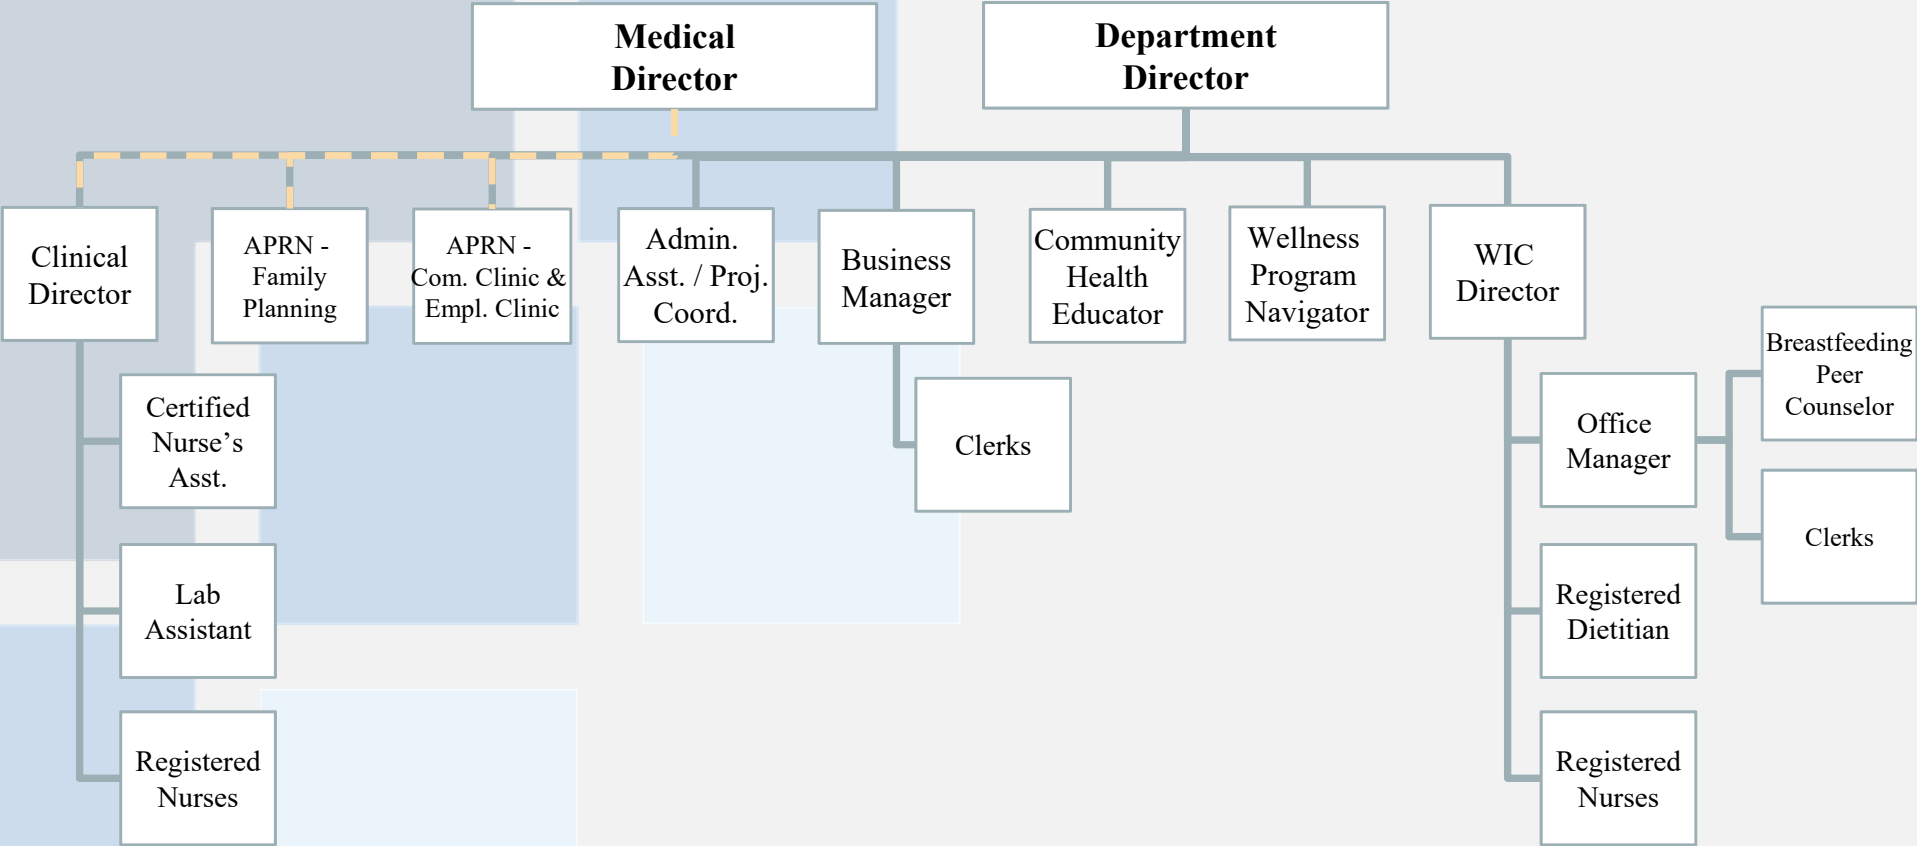 Medical
Director
Department
Director
Clinical
Director
APRN -
Family
Planning
APRN -
Com. Clinic &
Empl. Clinic
Admin.
Asst. / Proj.
Coord.
Business
Manager
Community
Health
Educator
Wellness
Program
Navigator
WIC
Director
Certified
Nurse’s
Asst.
Lab
Assistant
Registered
Nurses
Clerks
Office
Manager
Registered
Dietitian
Registered
Nurses
Breastfeeding
Peer
Counselor
Clerks